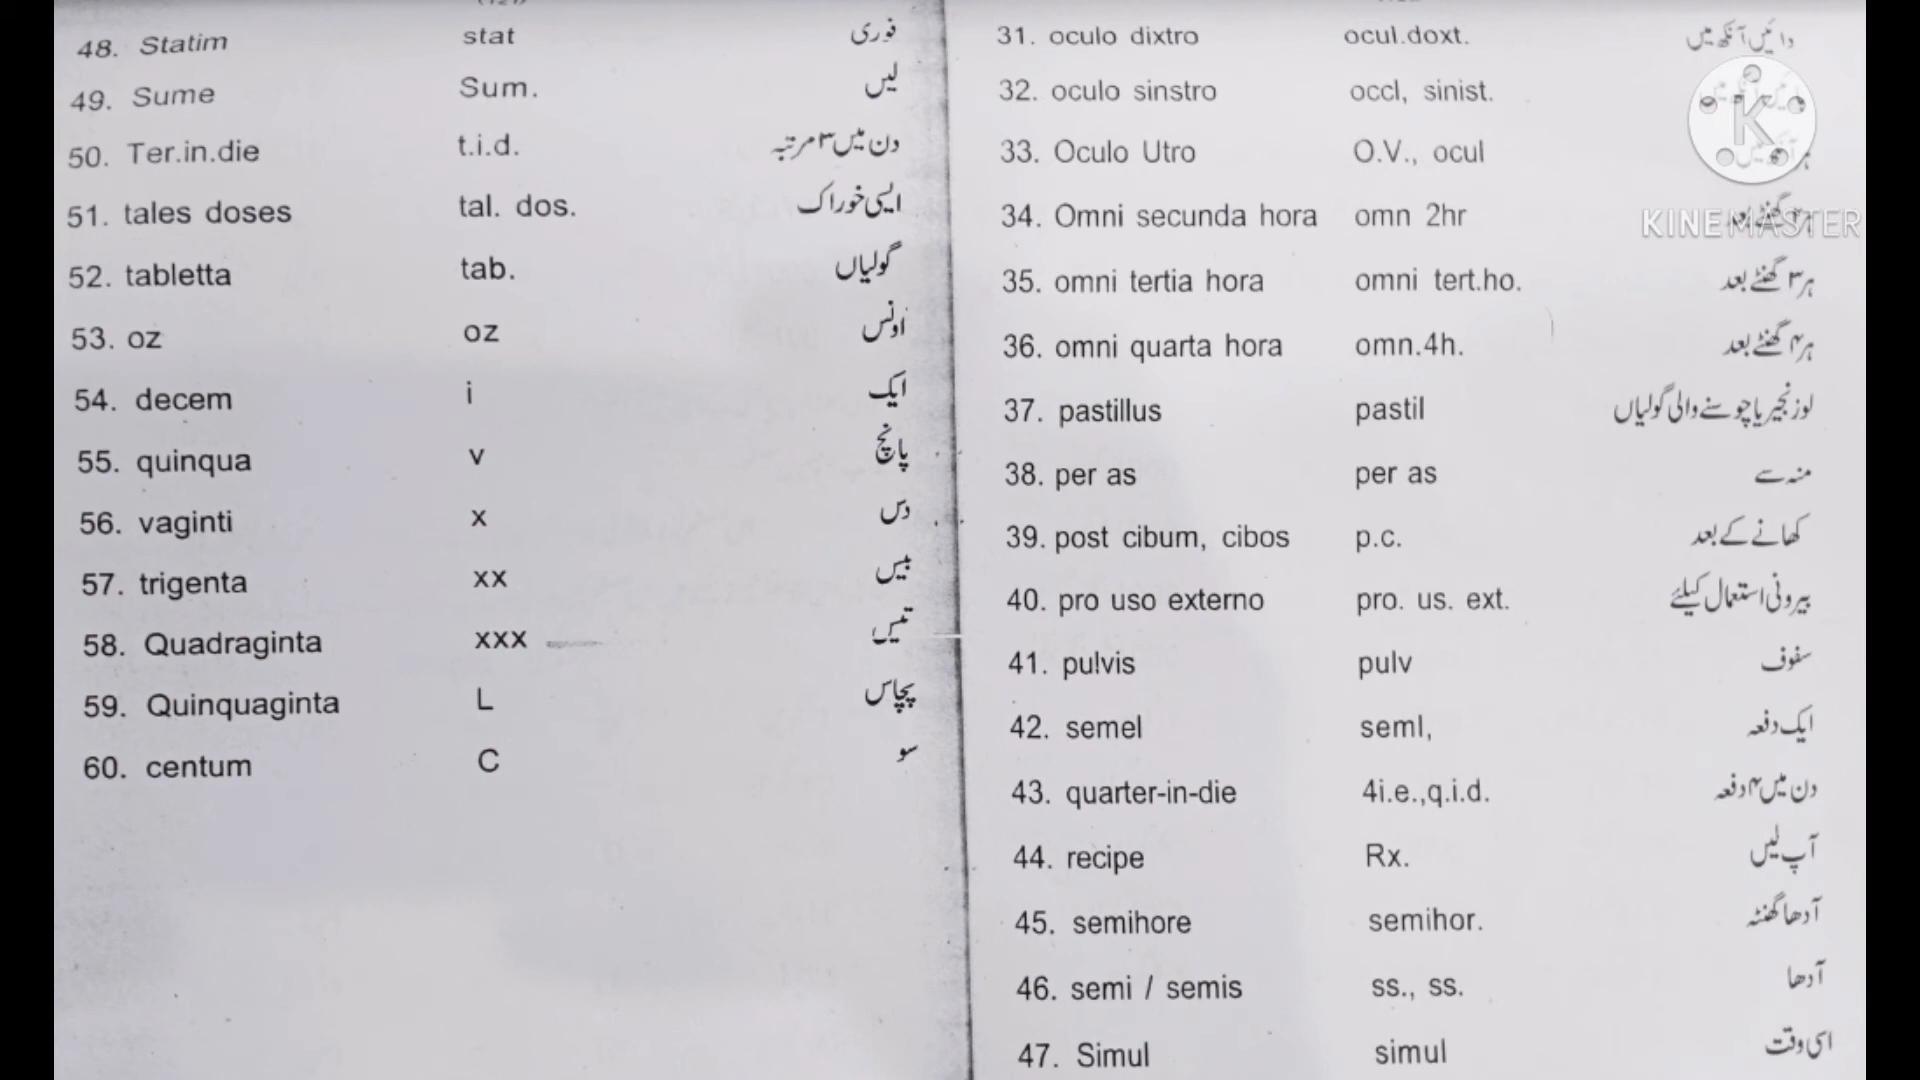 48. Statim stat فوری
49. Sume Sum. لیں
50. Ter.in.die t.i.d. دن میں ۳ مرتبہ
51. tales doses tal. dos. ایسی خوراک
52. tabletta tab. گولیاں
53. oz oz اونس
54. decem i ایک
55. quinqua v پانچ
56. vaginti x دس
57. trigenta xx بیس
58. Quadraginta xxx تیس
59. Quinquaginta L پچاس
60. centum C سو
31. oculo dixtro ocul.doxt. دائیں آنکھ میں
32. oculo sinstro occl, sinist.
33. Oculo Utro O.V., ocul
34. Omni secunda hora omn 2hr
35. omni tertia hora omni tert.ho. ہر ۳ گھنٹے بعد
36. omni quarta hora omn.4h. ہر ۴ گھنٹے بعد
37. pastillus pastil لوزنجیر یا چوسنے والی گولیاں
38. per as per as منہ سے
39. post cibum, cibos p.c. کھانے کے بعد
40. pro uso externo pro. us. ext. بیرونی استعمال کیلئے
41. pulvis pulv سفوف
42. semel seml, ایک دفعہ
43. quarter-in-die 4i.e.,q.i.d. دن میں ۴ دفعہ
44. recipe Rx. آپ لیں
45. semihore semihor. آدھا گھنٹہ
46. semi / semis ss., ss. آدھا
47. Simul simul اسی وقت
K
KINEMASTER